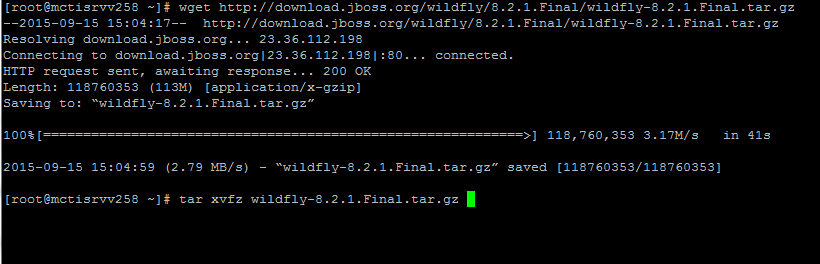 [root@mctisrvv258 ~]# wget http://download.jboss.org/wildfly/8.2.1.Final/wildfly-8.2.1.Final.tar.gz
--2015-09-15 15:04:17--  http://download.jboss.org/wildfly/8.2.1.Final/wildfly-8.2.1.Final.tar.gz
Resolving download.jboss.org... 23.36.112.198
Connecting to download.jboss.org|23.36.112.198|:80... connected.
HTTP request sent, awaiting response... 200 OK
Length: 118760353 (113M) [application/x-gzip]
Saving to: “wildfly-8.2.1.Final.tar.gz”
100%[============================================================>] 118,760,353 3.17M/s   in 41s
2015-09-15 15:04:59 (2.79 MB/s) - “wildfly-8.2.1.Final.tar.gz” saved [118760353/118760353]
[root@mctisrvv258 ~]# tar xvfz wildfly-8.2.1.Final.tar.gz